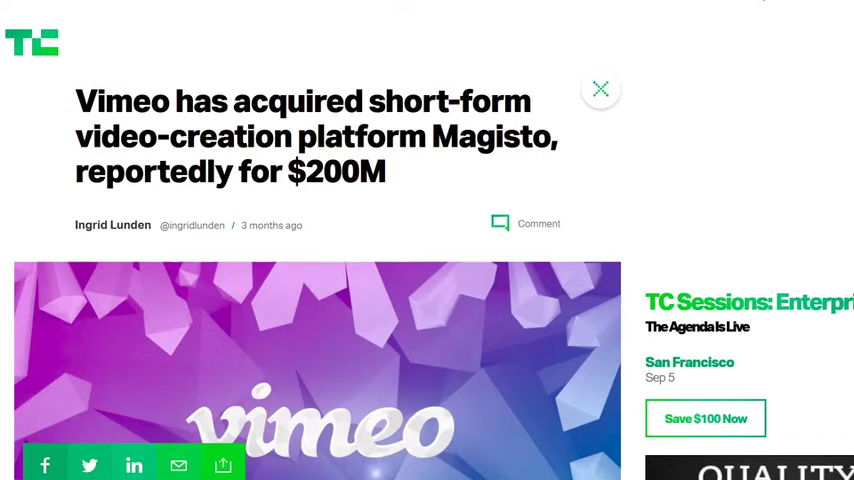 TC
Vimeo has acquired short-form
video-creation platform Magisto,
reportedly for $200M
Ingrid Lunden @ingridlunden / 3 months ago
Comment
vimeo
TC Sessions: Enterpri
The Agenda Is Live
San Francisco
Sep 5
Save $100 Now
QUALITY